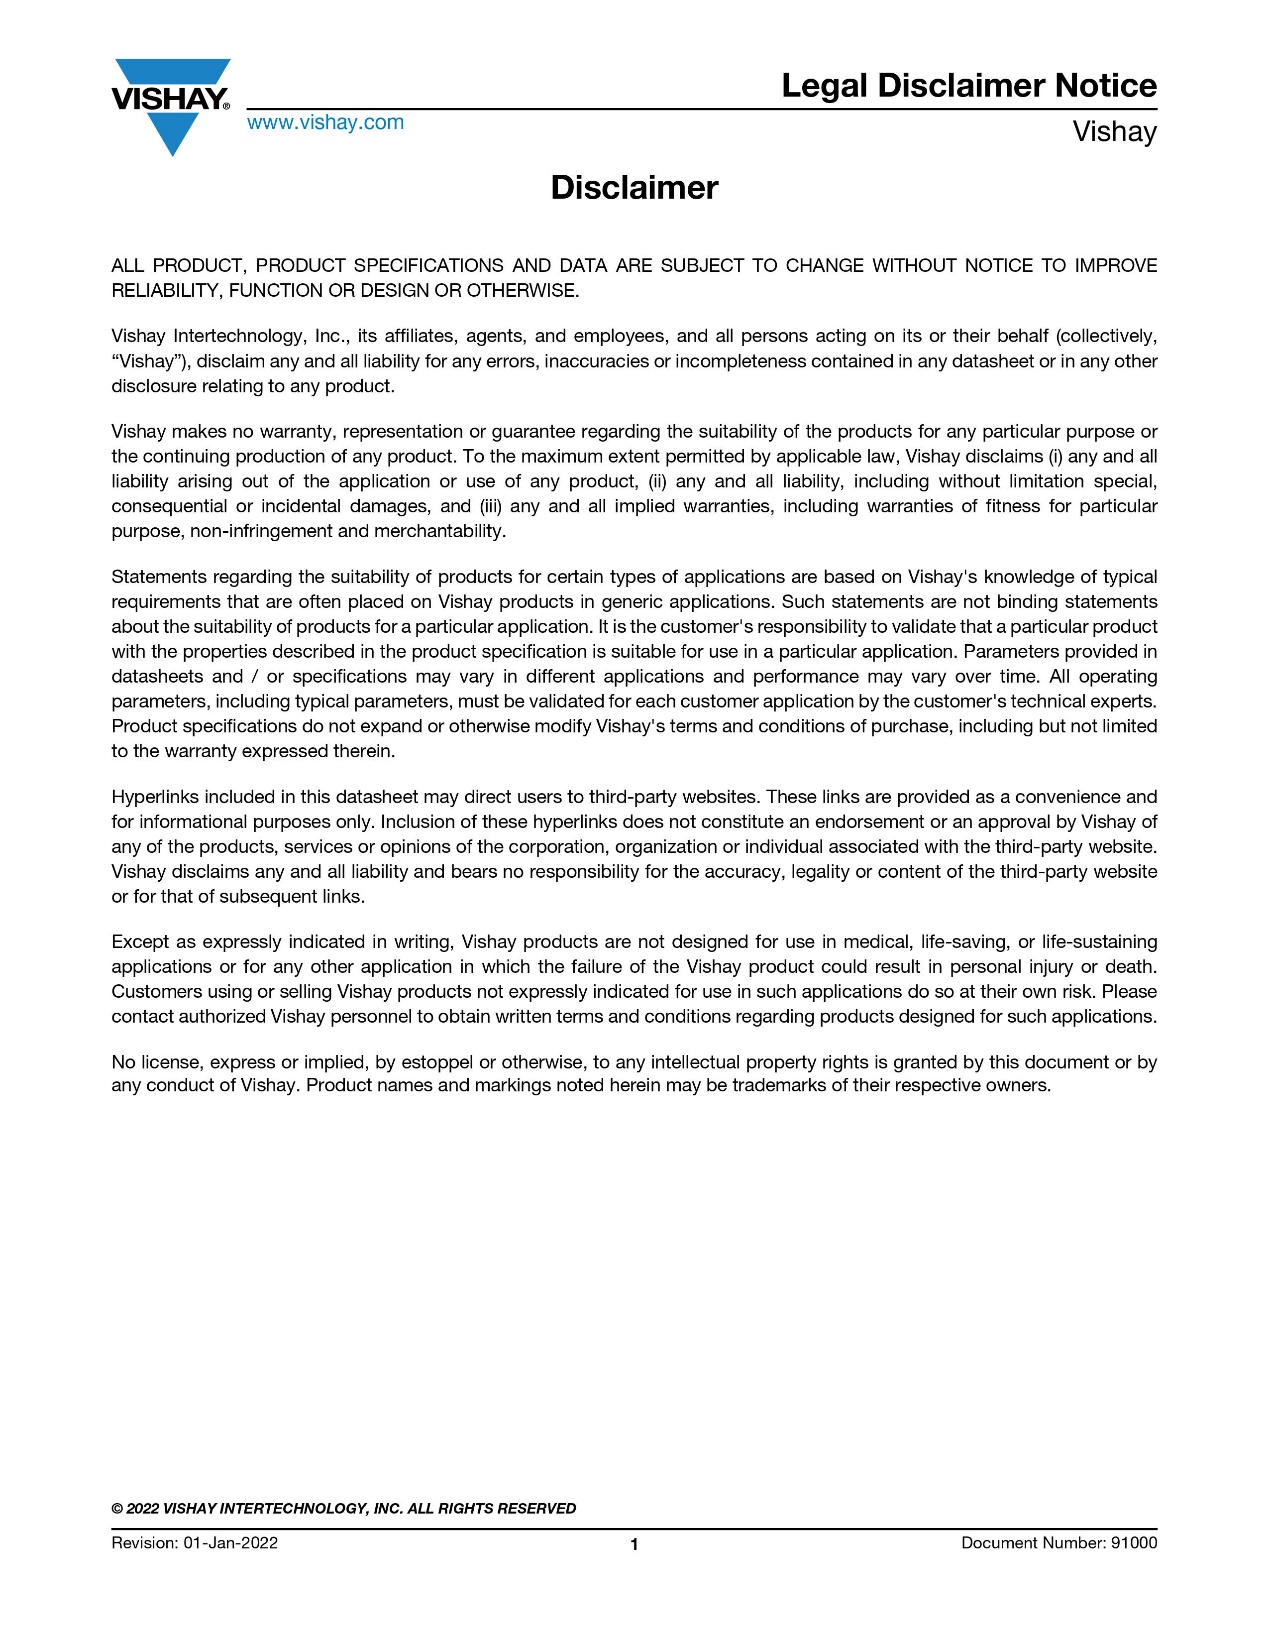 VISHAY®
www.vishay.com
Legal Disclaimer Notice
Vishay
Disclaimer
ALL PRODUCT, PRODUCT SPECIFICATIONS AND DATA ARE SUBJECT TO CHANGE WITHOUT NOTICE TO IMPROVE
RELIABILITY, FUNCTION OR DESIGN OR OTHERWISE.
Vishay Intertechnology, Inc., its affiliates, agents, and employees, and all persons acting on its or their behalf (collectively,
“Vishay”), disclaim any and all liability for any errors, inaccuracies or incompleteness contained in any datasheet or in any other
disclosure relating to any product.
Vishay makes no warranty, representation or guarantee regarding the suitability of the products for any particular purpose or
the continuing production of any product. To the maximum extent permitted by applicable law, Vishay disclaims (i) any and all
liability arising out of the application or use of any product, (ii) any and all liability, including without limitation special,
consequential or incidental damages, and (iii) any and all implied warranties, including warranties of fitness for particular
purpose, non-infringement and merchantability.
Statements regarding the suitability of products for certain types of applications are based on Vishay's knowledge of typical
requirements that are often placed on Vishay products in generic applications. Such statements are not binding statements
about the suitability of products for a particular application. It is the customer's responsibility to validate that a particular product
with the properties described in the product specification is suitable for use in a particular application. Parameters provided in
datasheets and / or specifications may vary in different applications and performance may vary over time. All operating
parameters, including typical parameters, must be validated for each customer application by the customer's technical experts.
Product specifications do not expand or otherwise modify Vishay's terms and conditions of purchase, including but not limited
to the warranty expressed therein.
Hyperlinks included in this datasheet may direct users to third-party websites. These links are provided as a convenience and
for informational purposes only. Inclusion of these hyperlinks does not constitute an endorsement or an approval by Vishay of
any of the products, services or opinions of the corporation, organization or individual associated with the third-party website.
Vishay disclaims any and all liability and bears no responsibility for the accuracy, legality or content of the third-party website
or for that of subsequent links.
Except as expressly indicated in writing, Vishay products are not designed for use in medical, life-saving, or life-sustaining
applications or for any other application in which the failure of the Vishay product could result in personal injury or death.
Customers using or selling Vishay products not expressly indicated for use in such applications do so at their own risk. Please
contact authorized Vishay personnel to obtain written terms and conditions regarding products designed for such applications.
No license, express or implied, by estoppel or otherwise, to any intellectual property rights is granted by this document or by
any conduct of Vishay. Product names and markings noted herein may be trademarks of their respective owners.
© 2022 VISHAY INTERTECHNOLOGY, INC. ALL RIGHTS RESERVED
Revision: 01-Jan-2022
1
Document Number: 91000